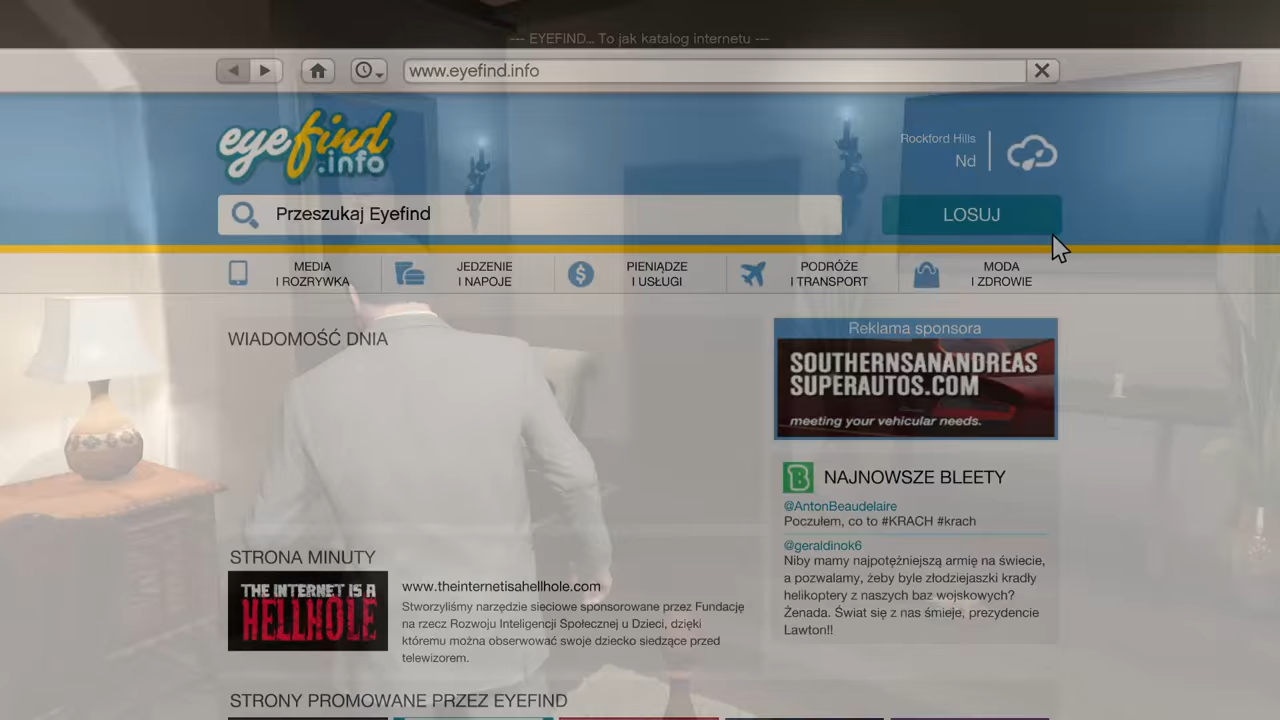 --- EYEFIND... To jak katalog internetu ---
www.eyefind.info
eyefind
.info
Rockford Hills
Nd
Przeszukaj Eyefind
LOSUJ
MEDIA
I ROZRYWKA
JEDZENIE
I NAPOJE
PIENIĄDZE
I USŁUGI
PODRÓŻE
I TRANSPORT
MODA
I ZDROWIE
WIADOMOŚĆ DNIA
Reklama sponsora
SOUTHERNSANANDREAS
SUPERAUTOS.COM
meeting your vehicular needs.
B NAJNOWSZE BLEETY
@AntonBeaudelaire
Poczułem, co to #KRACH #krach
@geraldinok6
Niby mamy najpotężniejszą armię na świecie,
a pozwalamy, żeby byle złodziejaszki kradły
helikoptery z naszych baz wojskowych?
Żenada. Świat się z nas śmieje, prezydencie
Lawton!!
STRONA MINUTY
THE INTERNET IS A
HELLHOLE
www.theinternetisahellhole.com
Stworzyliśmy narzędzie sieciowe sponsorowane przez Fundację
na rzecz Rozwoju Inteligencji Społecznej u Dzieci, dzięki
któremu można obserwować swoje dziecko siedzące przed
telewizorem.
STRONY PROMOWANE PRZEZ EYEFIND